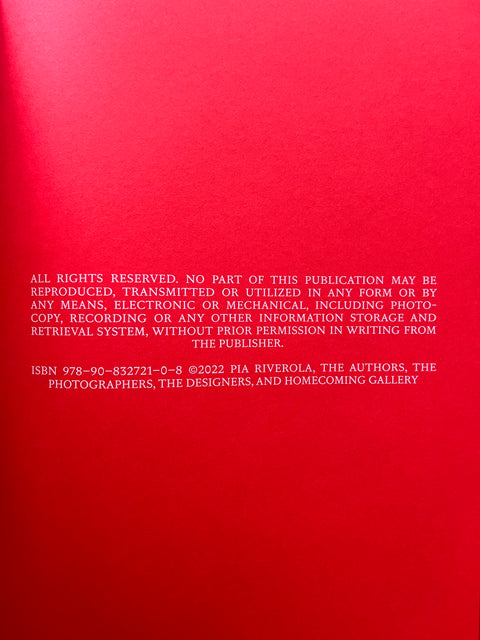 ALL RIGHTS RESERVED. NO PART OF THIS PUBLICATION MAY BE
REPRODUCED, TRANSMITTED OR UTILIZED IN ANY FORM OR BY
ANY MEANS, ELECTRONIC OR MECHANICAL, INCLUDING PHOTO-
COPY, RECORDING OR ANY OTHER INFORMATION STORAGE AND
RETRIEVAL SYSTEM, WITHOUT PRIOR PERMISSION IN WRITING FROM
THE PUBLISHER.
ISBN 978–90–832721–0–8 ©2022 PIA RIVEROLA, THE AUTHORS, THE
PHOTOGRAPHERS, THE DESIGNERS, AND HOMECOMING GALLERY